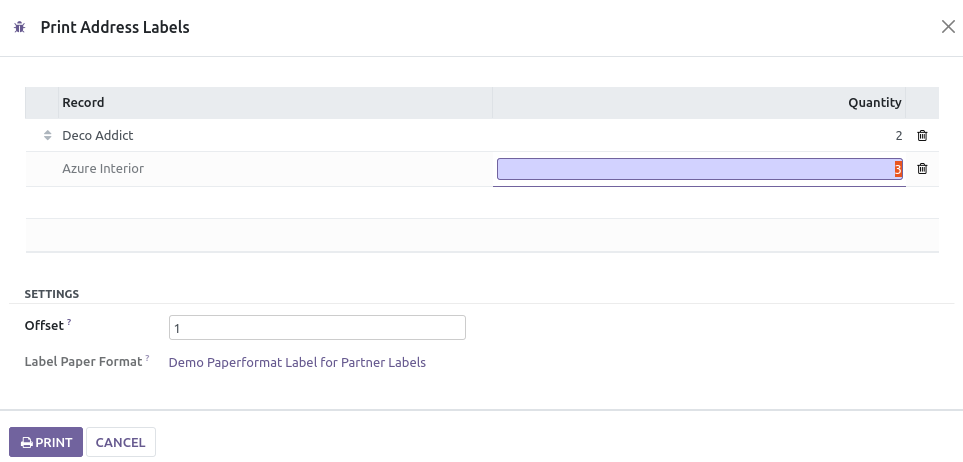 Print Address Labels
Record Quantity
Deco Addict 2
Azure Interior 3
SETTINGS
Offset ? 1
Label Paper Format ? Demo Paperformat Label for Partner Labels
PRINT CANCEL